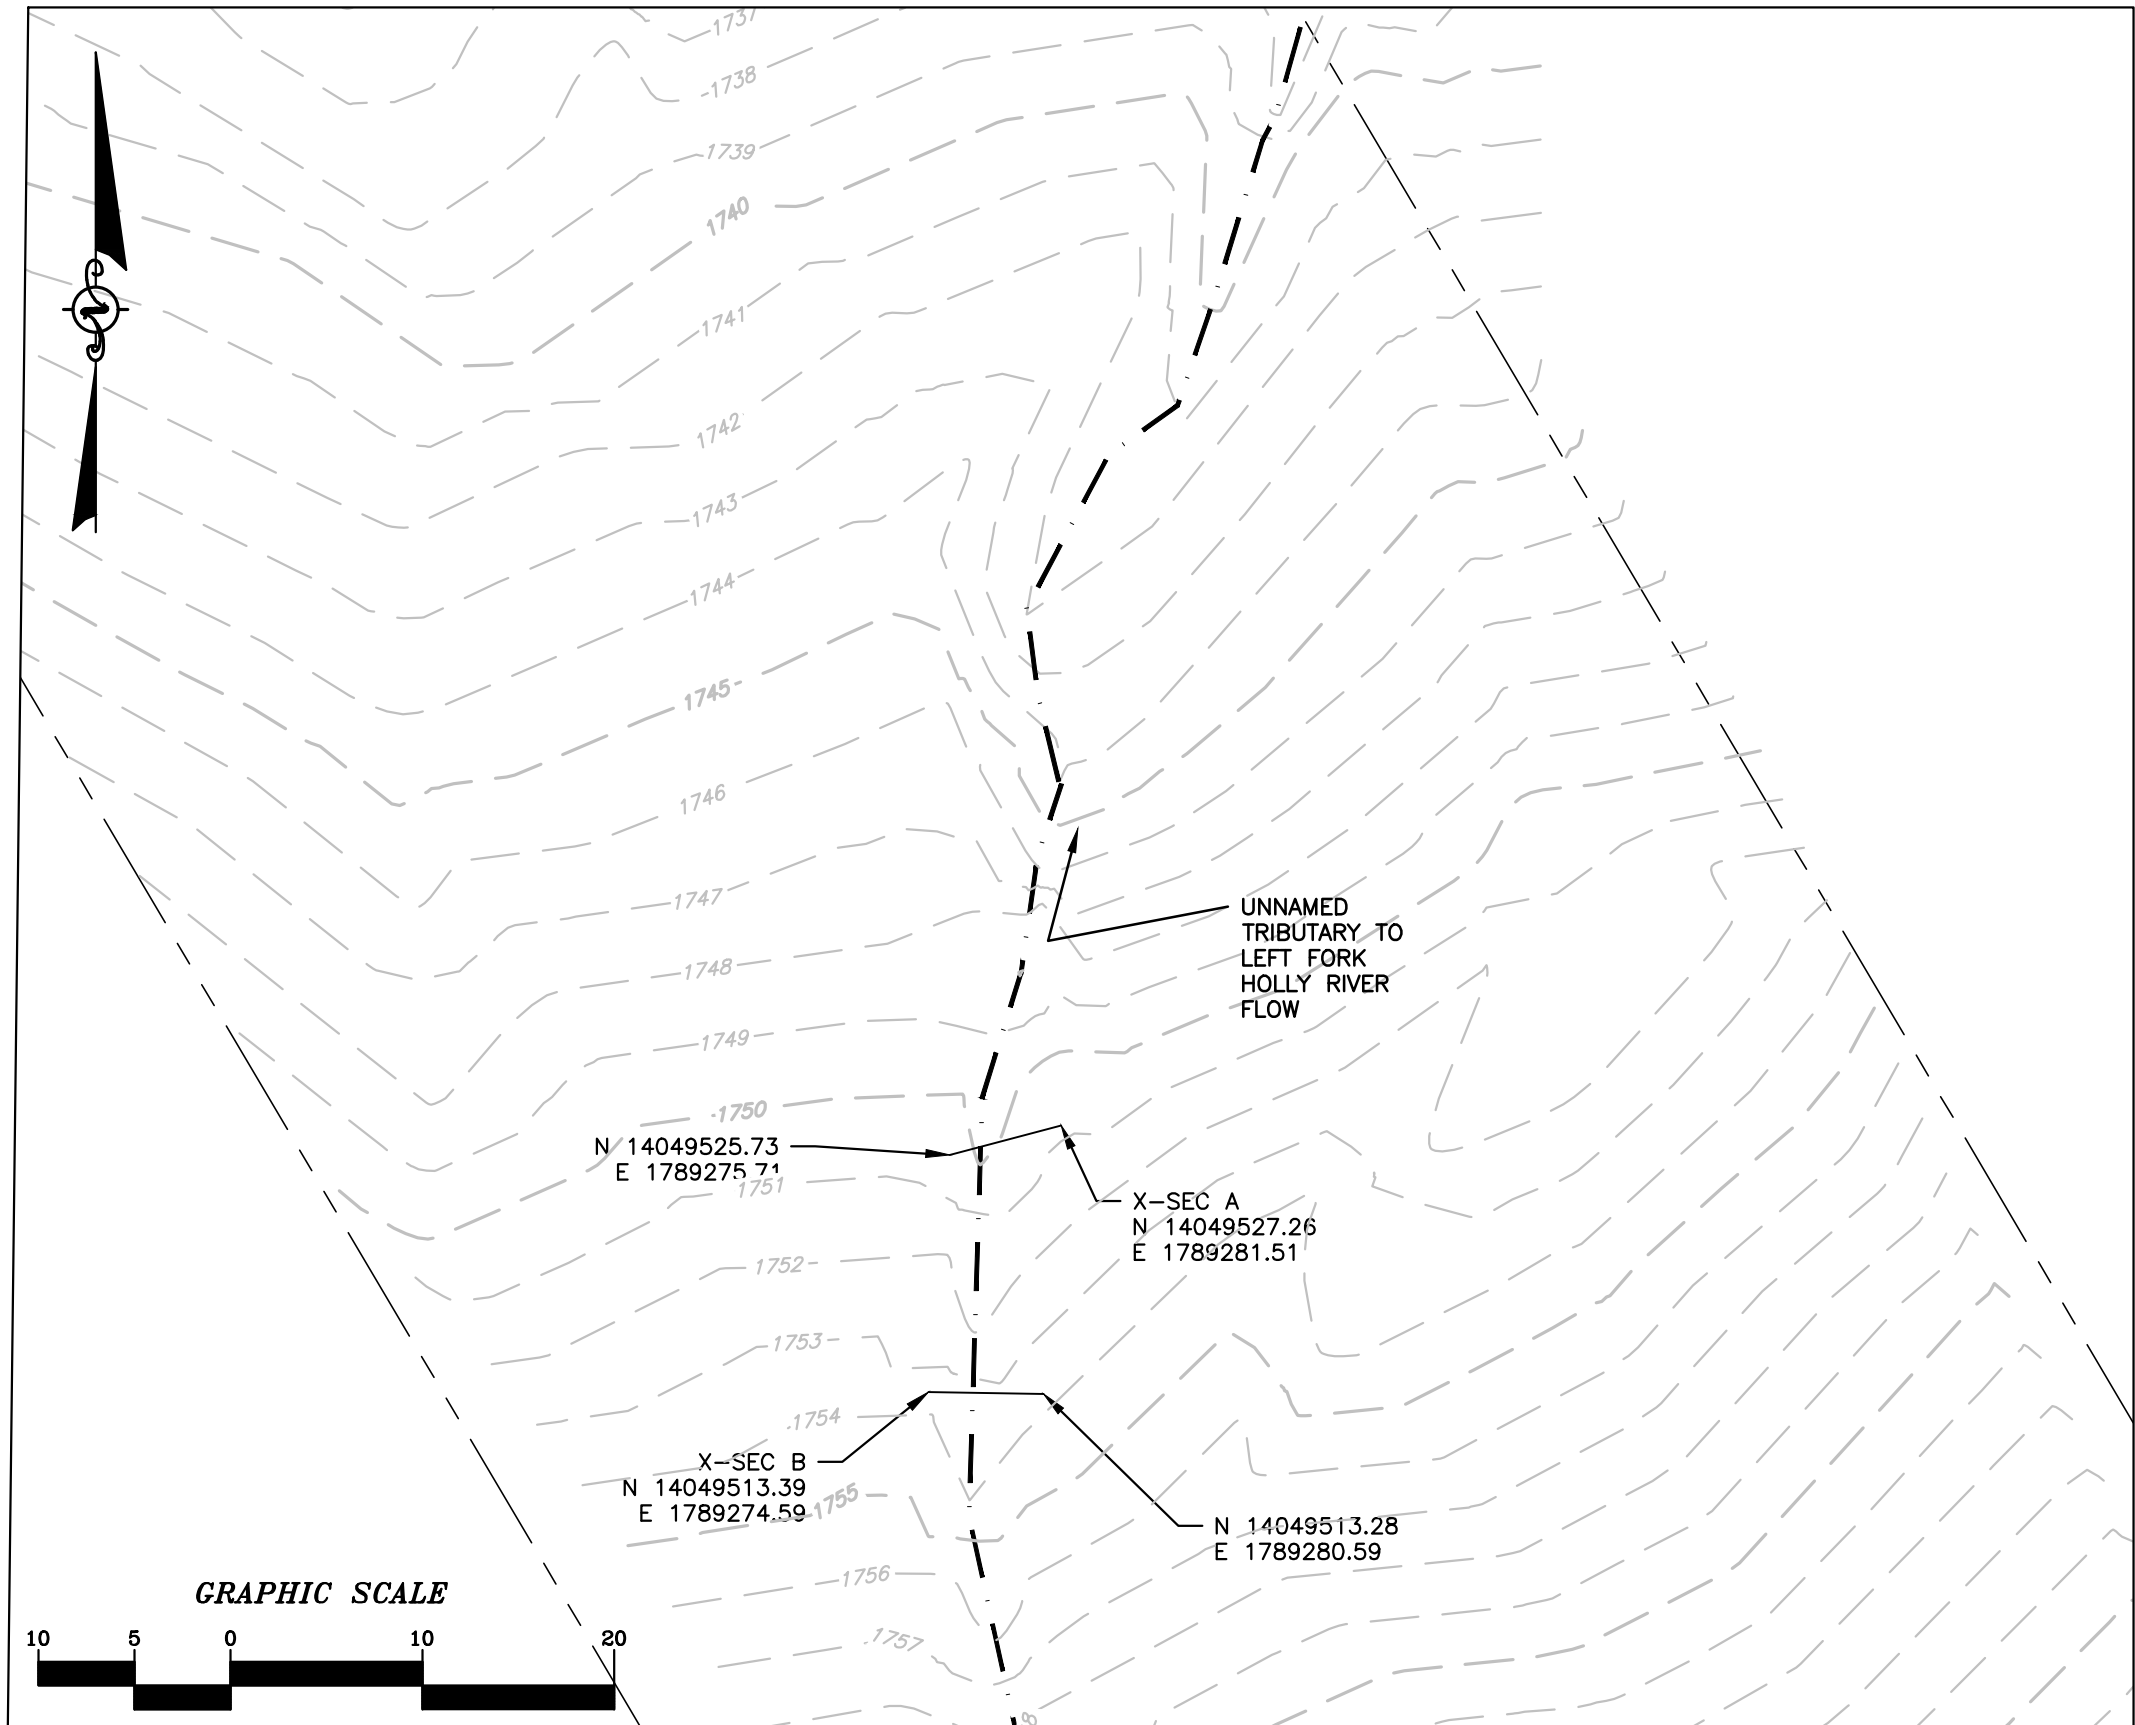 1737
1738
1739
1740
1741
1742
1743
1744
1745
1746
1747
1748
1749
1750
1751
1752
1753
1754
1755
1756
1757
8
N
UNNAMED
TRIBUTARY TO
LEFT FORK
HOLLY RIVER
FLOW
N 14049525.73
E 1789275.71
X-SEC A
N 14049527.26
E 1789281.51
X-SEC B
N 14049513.39
E 1789274.59
N 14049513.28
E 1789280.59
GRAPHIC SCALE
10 5 0 10 20